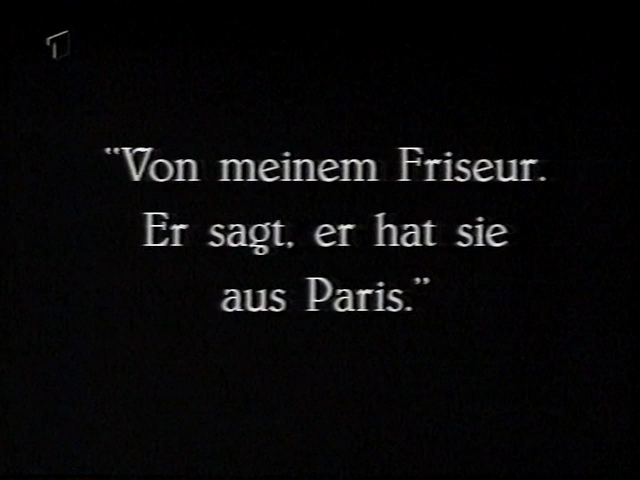 "Von meinem Friseur.
Er sagt, er hat sie
aus Paris."